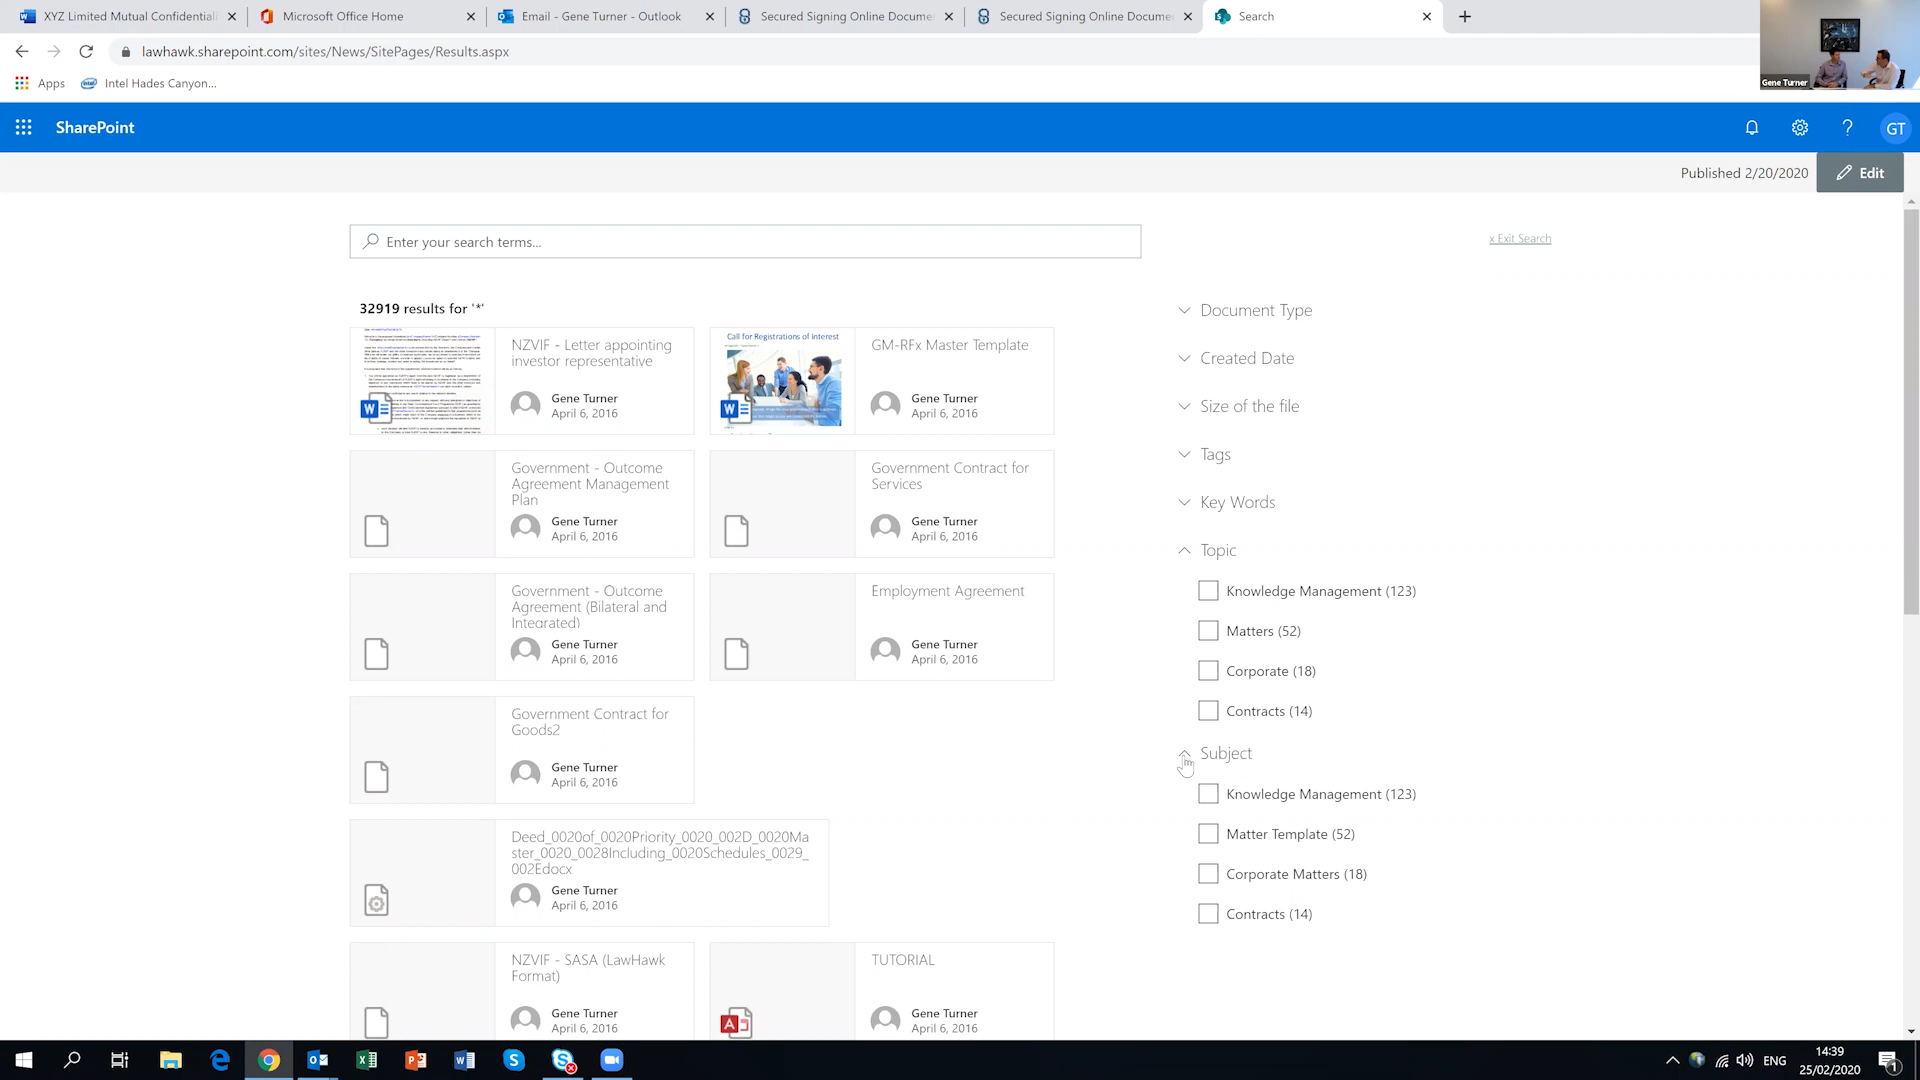 XYZ Limited Mutual Confidentiali
Microsoft Office Home
Email - Gene Turner - Outlook
Secured Signing Online Docume
Secured Signing Online Docume
Search
lawhawk.sharepoint.com/sites/News/SitePages/Results.aspx
Apps
Intel Hades Canyon...
Gene Turner
SharePoint
GT
Published 2/20/2020
Edit
Enter your search terms...
x Exit Search
32919 results for '*'
NZVIF - Letter appointing
investor representative
Gene Turner
April 6, 2016
Call for Registrations of Interest
GM-RFx Master Template
Gene Turner
April 6, 2016
Government - Outcome
Agreement Management
Plan
Gene Turner
April 6, 2016
Government Contract for
Services
Gene Turner
April 6, 2016
Government - Outcome
Agreement (Bilateral and
Integrated)
Gene Turner
April 6, 2016
Employment Agreement
Gene Turner
April 6, 2016
Government Contract for
Goods2
Gene Turner
April 6, 2016
Deed_0020of_0020Priority_0020_002D_0020Ma
ster_0020_0028Including_0020Schedules_0029_
002Edocx
Gene Turner
April 6, 2016
NZVIF - SASA (LawHawk
Format)
Gene Turner
April 6, 2016
TUTORIAL
Gene Turner
April 6, 2016
Document Type
Created Date
Size of the file
Tags
Key Words
Topic
Knowledge Management (123)
Matters (52)
Corporate (18)
Contracts (14)
Subject
Knowledge Management (123)
Matter Template (52)
Corporate Matters (18)
Contracts (14)
ENG
14:39
25/02/2020
1